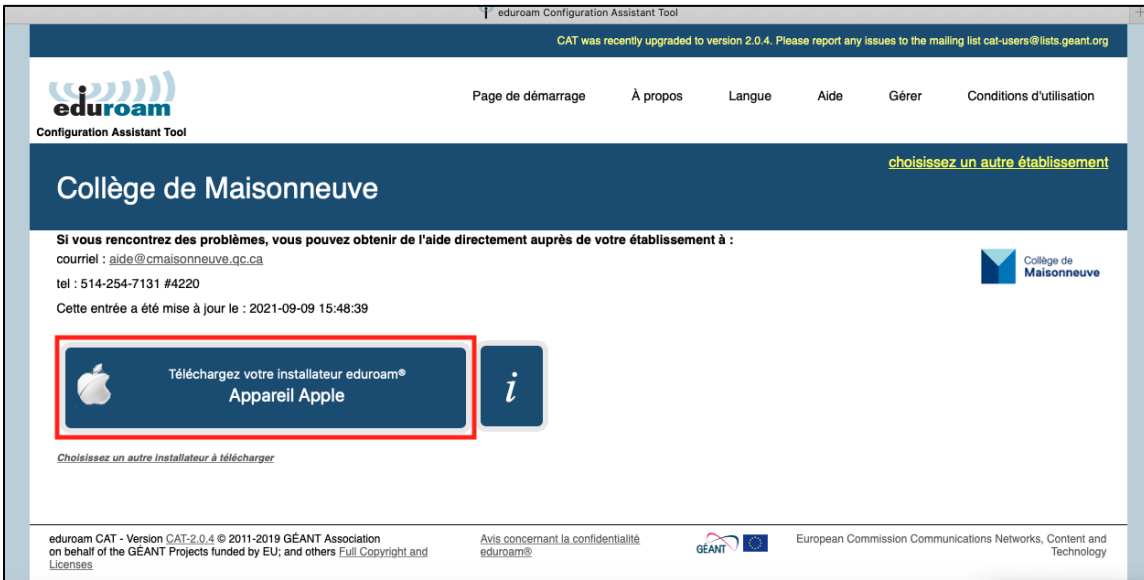 eduroam Configuration Assistant Tool
CAT was recently upgraded to version 2.0.4. Please report any issues to the mailing list cat-users@lists.geant.org
eduroam
Configuration Assistant Tool
Page de démarrage À propos Langue Aide Gérer Conditions d'utilisation
choisissez un autre établissement
Collège de Maisonneuve
Si vous rencontrez des problèmes, vous pouvez obtenir de l'aide directement auprès de votre établissement à :
courriel : aide@cmaisonneuve.qc.ca
tel : 514-254-7131 #4220
Cette entrée a été mise à jour le : 2021-09-09 15:48:39
Collège de
Maisonneuve
Téléchargez votre installateur eduroam®
Appareil Apple
i
Choisissez un autre installateur à télécharger
eduroam CAT - Version CAT-2.0.4 © 2011-2019 GÉANT Association
on behalf of the GÉANT Projects funded by EU; and others Full Copyright and
Licenses
Avis concernant la confidentialité
eduroam®
GÉANT
European Commission Communications Networks, Content and
Technology